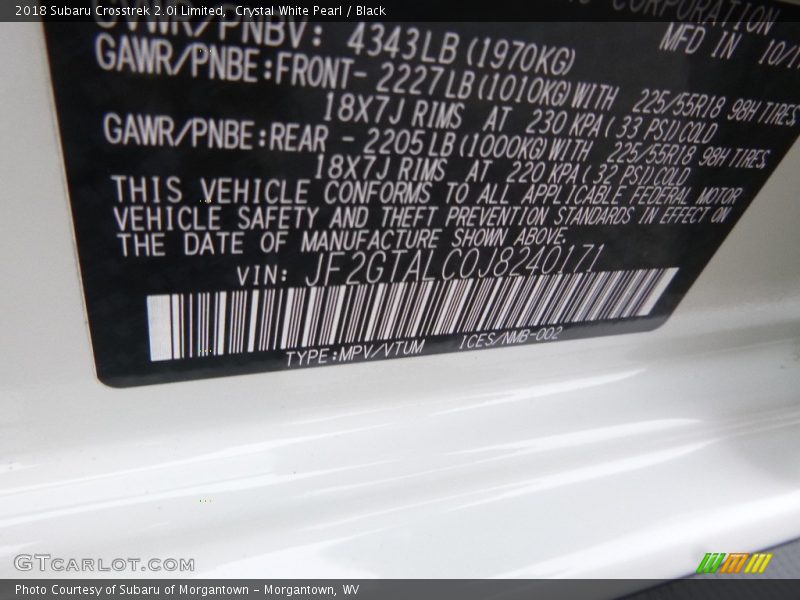 2018 Subaru Crosstrek 2.0i Limited, Crystal White Pearl / Black
CORPORATION
GVWR/PNBV: 4343LB (1970KG) MFD IN 10/1
GAWR/PNBE:FRONT- 2227LB (1010KG) WITH 225/55R18 98H TIRES,
18X7J RIMS AT 230 KPA (33 PSI) COLD
GAWR/PNBE:REAR - 2205LB (1000KG) WITH 225/55R18 98H TIRES,
18X7J RIMS AT 220 KPA (32 PSI) COLD
THIS VEHICLE CONFORMS TO ALL APPLICABLE FEDERAL MOTOR
VEHICLE SAFETY AND THEFT PREVENTION STANDARDS IN EFFECT ON
THE DATE OF MANUFACTURE SHOWN ABOVE.
VIN: JF2GTALC0J8240171
TYPE:MPV/VTUM ICES/NMB-002
GTCARLOT.COM
Photo Courtesy of Subaru of Morgantown - Morgantown, WV